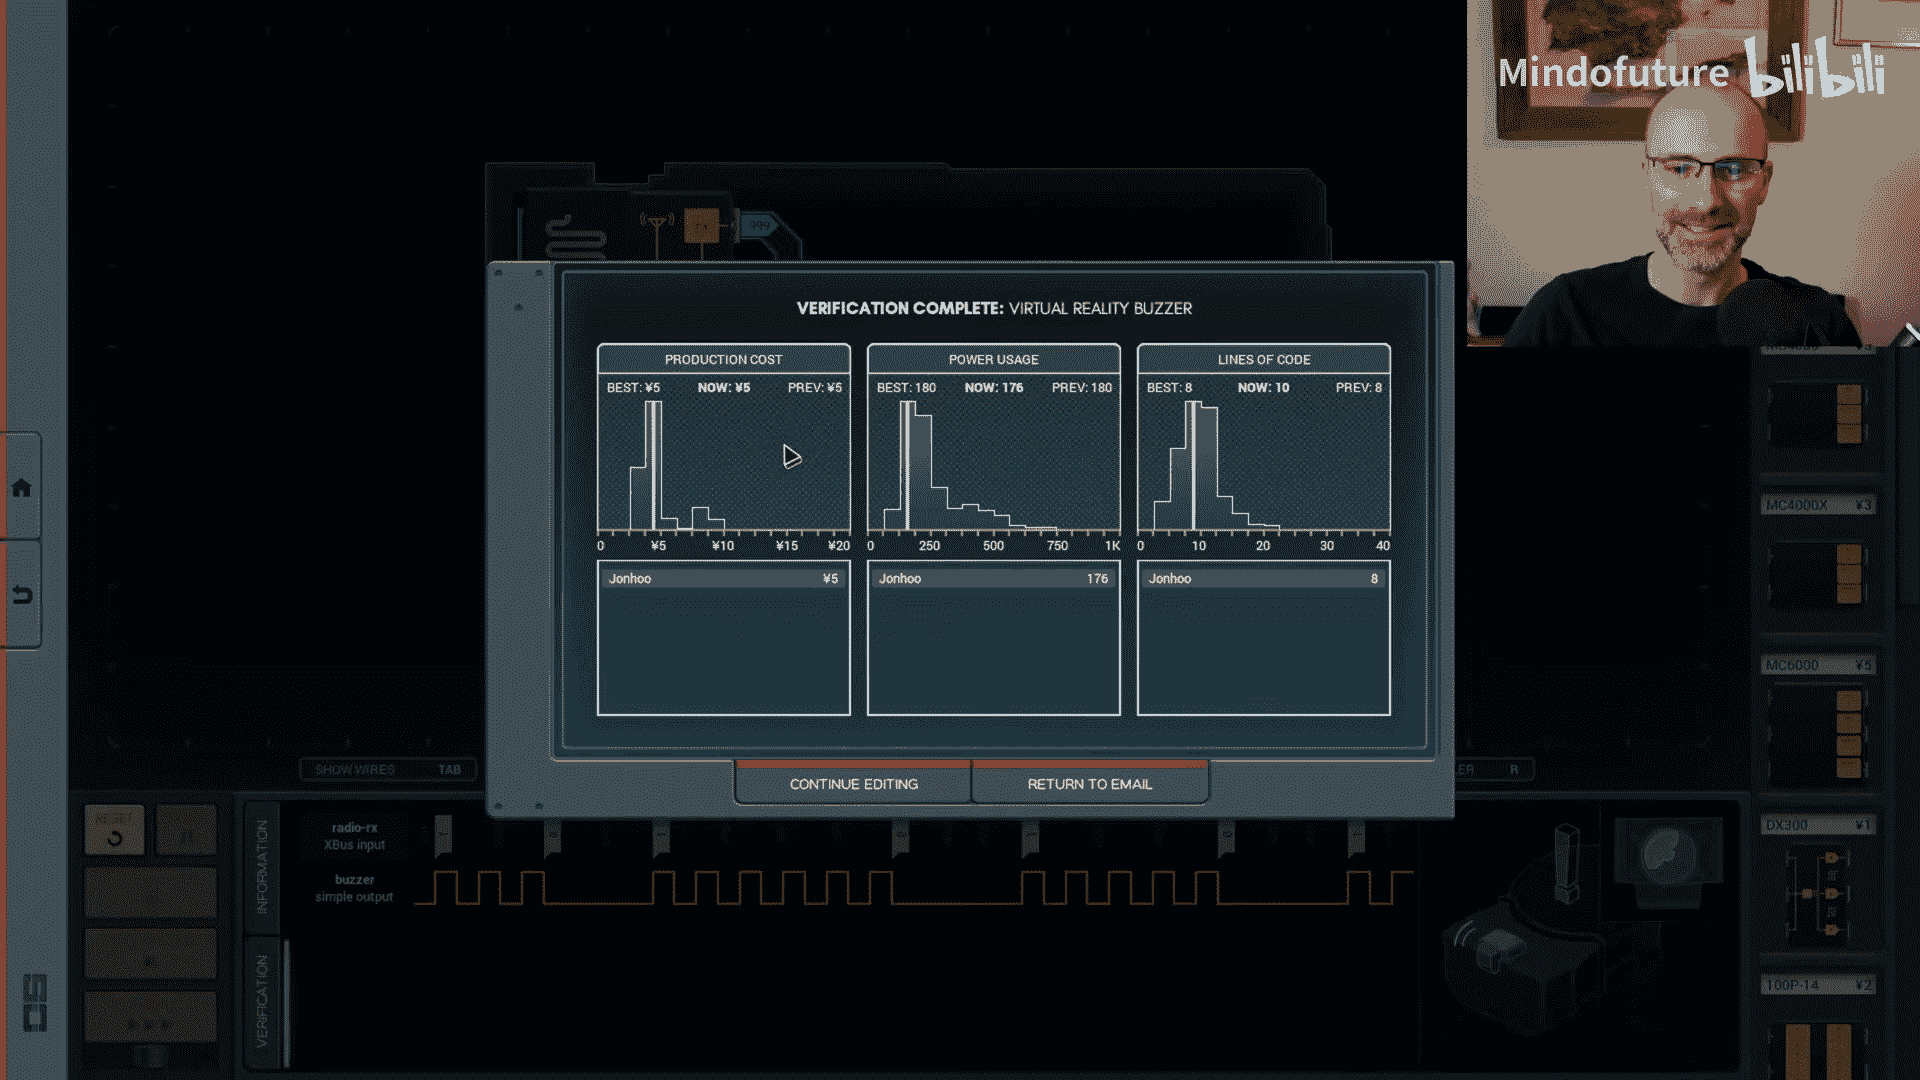 Mindofuture bilibili
999
VERIFICATION COMPLETE: VIRTUAL REALITY BUZZER
PRODUCTION COST
BEST: ¥5 NOW: ¥5 PREV: ¥5
0 ¥5 ¥10 ¥15 ¥20
Jonhoo ¥5
POWER USAGE
BEST: 180 NOW: 176 PREV: 180
0 250 500 750 1K
Jonhoo 176
LINES OF CODE
BEST: 8 NOW: 10 PREV: 8
0 10 20 30 40
Jonhoo 8
CONTINUE EDITING
RETURN TO EMAIL
SHOW WIRES TAB
R
INFORMATION
VERIFICATION
radio-rx
XBus input
buzzer
simple output
MC4000X ¥3
MC6000 ¥5
DX300 ¥1
100P-14 ¥2